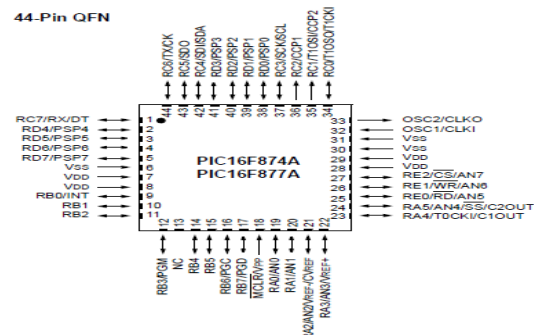 44-Pin QFN
RC6/TX/CK
RC5/SDO
RC4/SDI/SDA
RD3/PSP3
RD2/PSP2
RD1/PSP1
RD0/PSP0
RC3/SCK/SCL
RC2/CCP1
RC1/T1OSI/CCP2
RC0/T1OSO/T1CKI
44 43 42 41 40 39 38 37 36 35 34
RC7/RX/DT 1 33 OSC2/CLKO
RD4/PSP4 2 32 OSC1/CLKI
RD5/PSP5 3 31 VSS
RD6/PSP6 4 30 VSS
RD7/PSP7 5 29 VDD
VSS 6 28 VDD
VDD 7 27 RE2/CS/AN7
VDD 8 26 RE1/WR/AN6
RB0/INT 9 25 RE0/RD/AN5
RB1 10 24 RA5/AN4/SS/C2OUT
RB2 11 23 RA4/T0CKI/C1OUT
PIC16F874A
PIC16F877A
12 13 14 15 16 17 18 19 20 21 22
RB3/PGM
NC
RB4
RB5
RB6/PGC
RB7/PGD
MCLR/VPP
RA0/AN0
RA1/AN1
A2/AN2/VREF-/CVREF
RA3/AN3/VREF+